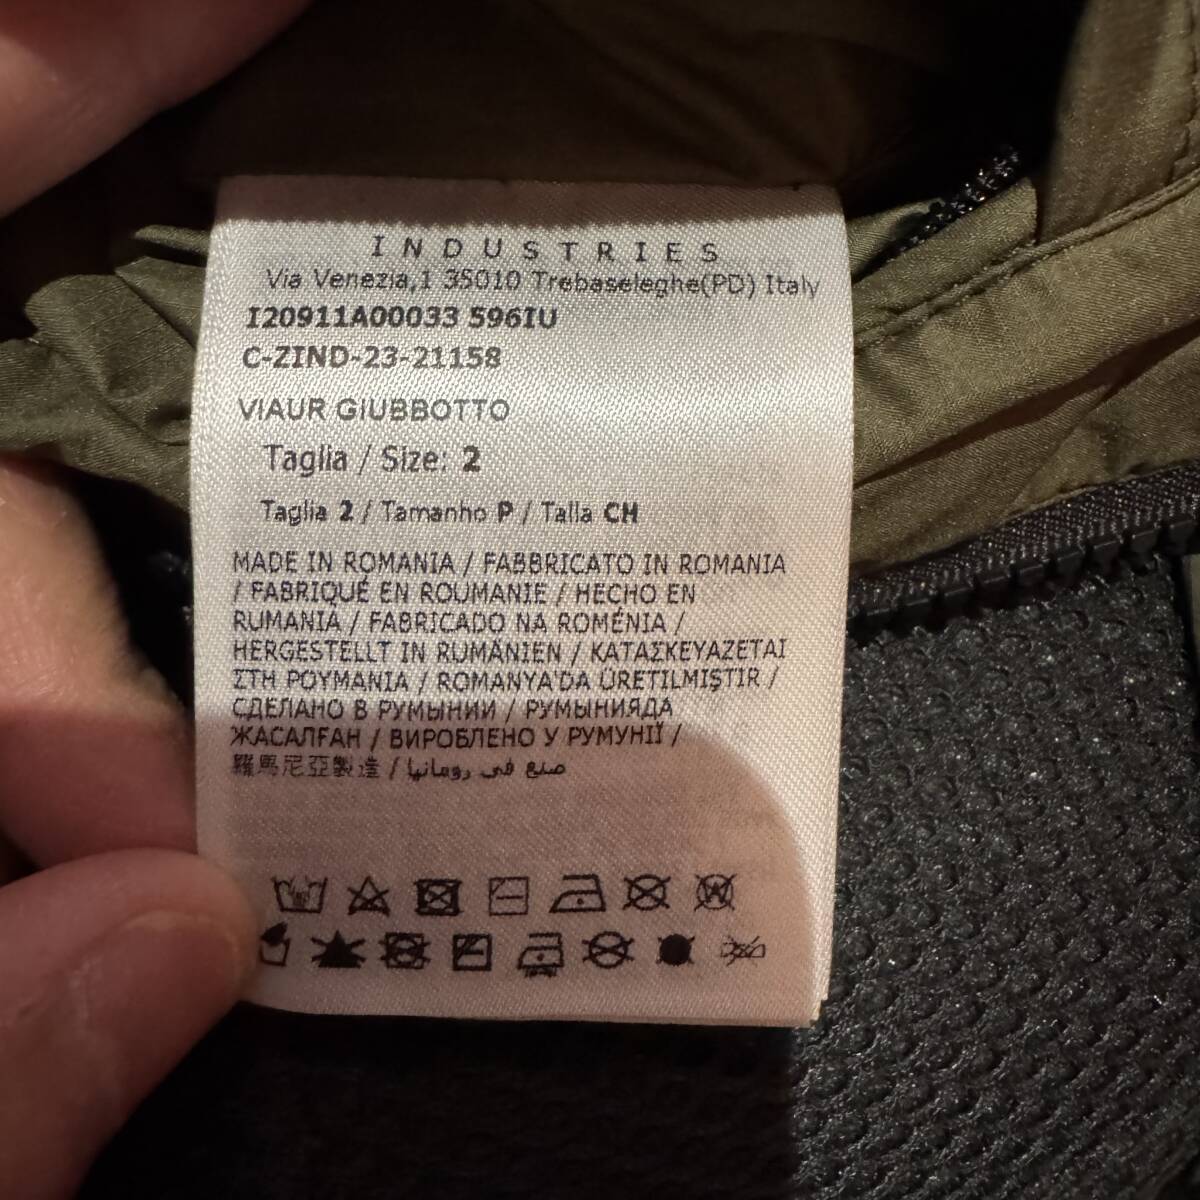 INDUSTRIES
Via Venezia,1 35010 Trebaseleghe(PD) Italy
I20911A00033 596IU
C-ZIND-23-21158
VIAUR GIUBBOTTO
Taglia / Size: 2
Taglia 2 / Tamanho P / Talla CH
MADE IN ROMANIA / FABBRICATO IN ROMANIA
/ FABRIQUÉ EN ROUMANIE / HECHO EN
RUMANIA / FABRICADO NA ROMÉNIA /
HERGESTELLT IN RUMÄNIEN / ΚΑΤΑΣΚΕΥΑΖΕΤΑΙ
ΣΤΗ ΡΟΥΜΑΝΙΑ / ROMANYA'DA ÜRETILMIŞTIR /
СДЕЛАНО В РУМЫНИИ / РУМЫНИЯДА
ЖАСАЛҒАН / ВИРОБЛЕНО У РУМУНІЇ /
羅馬尼亞製造 / صنع في رومانيا